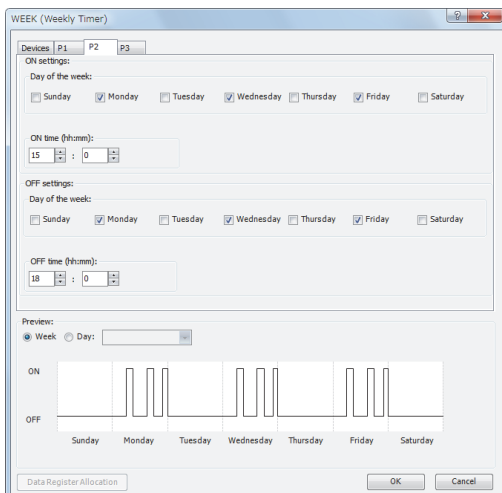 WEEK (Weekly Timer)
Devices P1 P2 P3
ON settings:
Day of the week:
Sunday Monday Tuesday Wednesday Thursday Friday Saturday
ON time (hh:mm):
15 : 0
OFF settings:
Day of the week:
Sunday Monday Tuesday Wednesday Thursday Friday Saturday
OFF time (hh:mm):
18 : 0
Preview:
Week Day:
ON
OFF
Sunday Monday Tuesday Wednesday Thursday Friday Saturday
Data Register Allocation OK Cancel